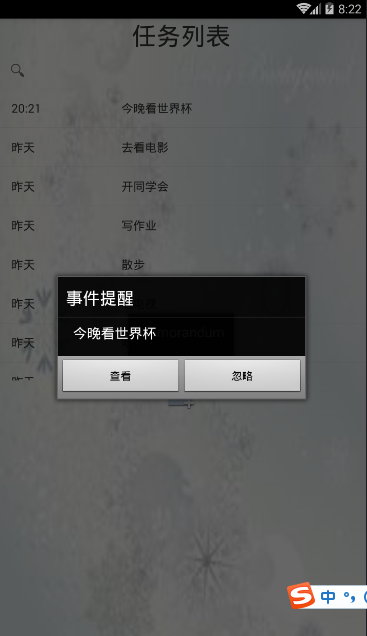 8:22
任务列表
20:21 今晚看世界杯
昨天 去看电影
昨天 开同学会
昨天 写作业
昨天 散步
昨天
事件提醒
今晚看世界杯
昨天
查看 忽略
昨天
中 °，